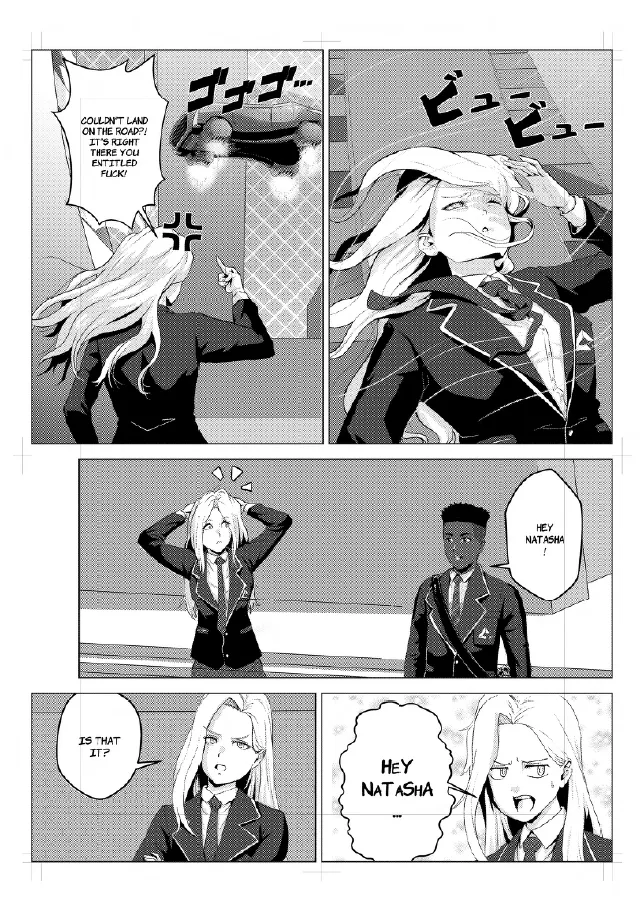 COULDN'T LAND
ON THE ROAD?!
IT'S RIGHT
THERE YOU
ENTITLED
FUCK!
ゴゴゴ...
ビュー
ビュー
HEY
NATASHA
!
IS THAT
IT?
HEY
NATASHA
...